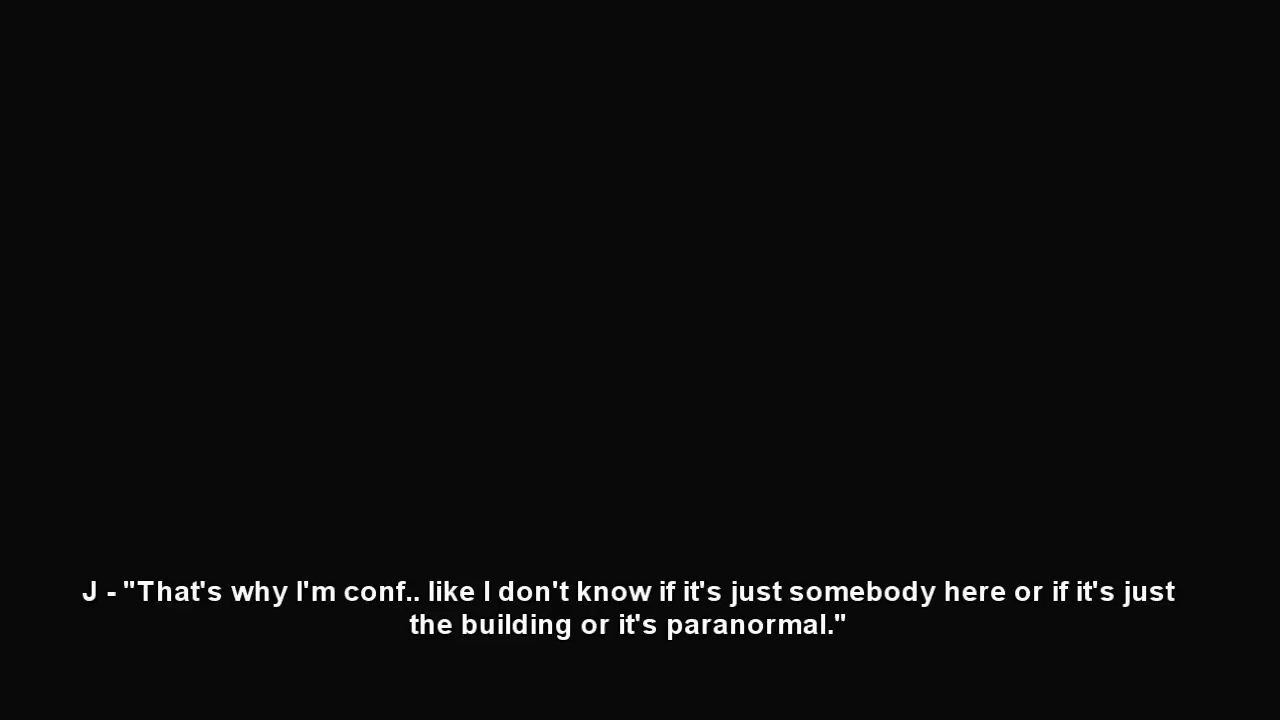 J - "That's why I'm conf.. like I don't know if it's just somebody here or if it's just
the building or it's paranormal."